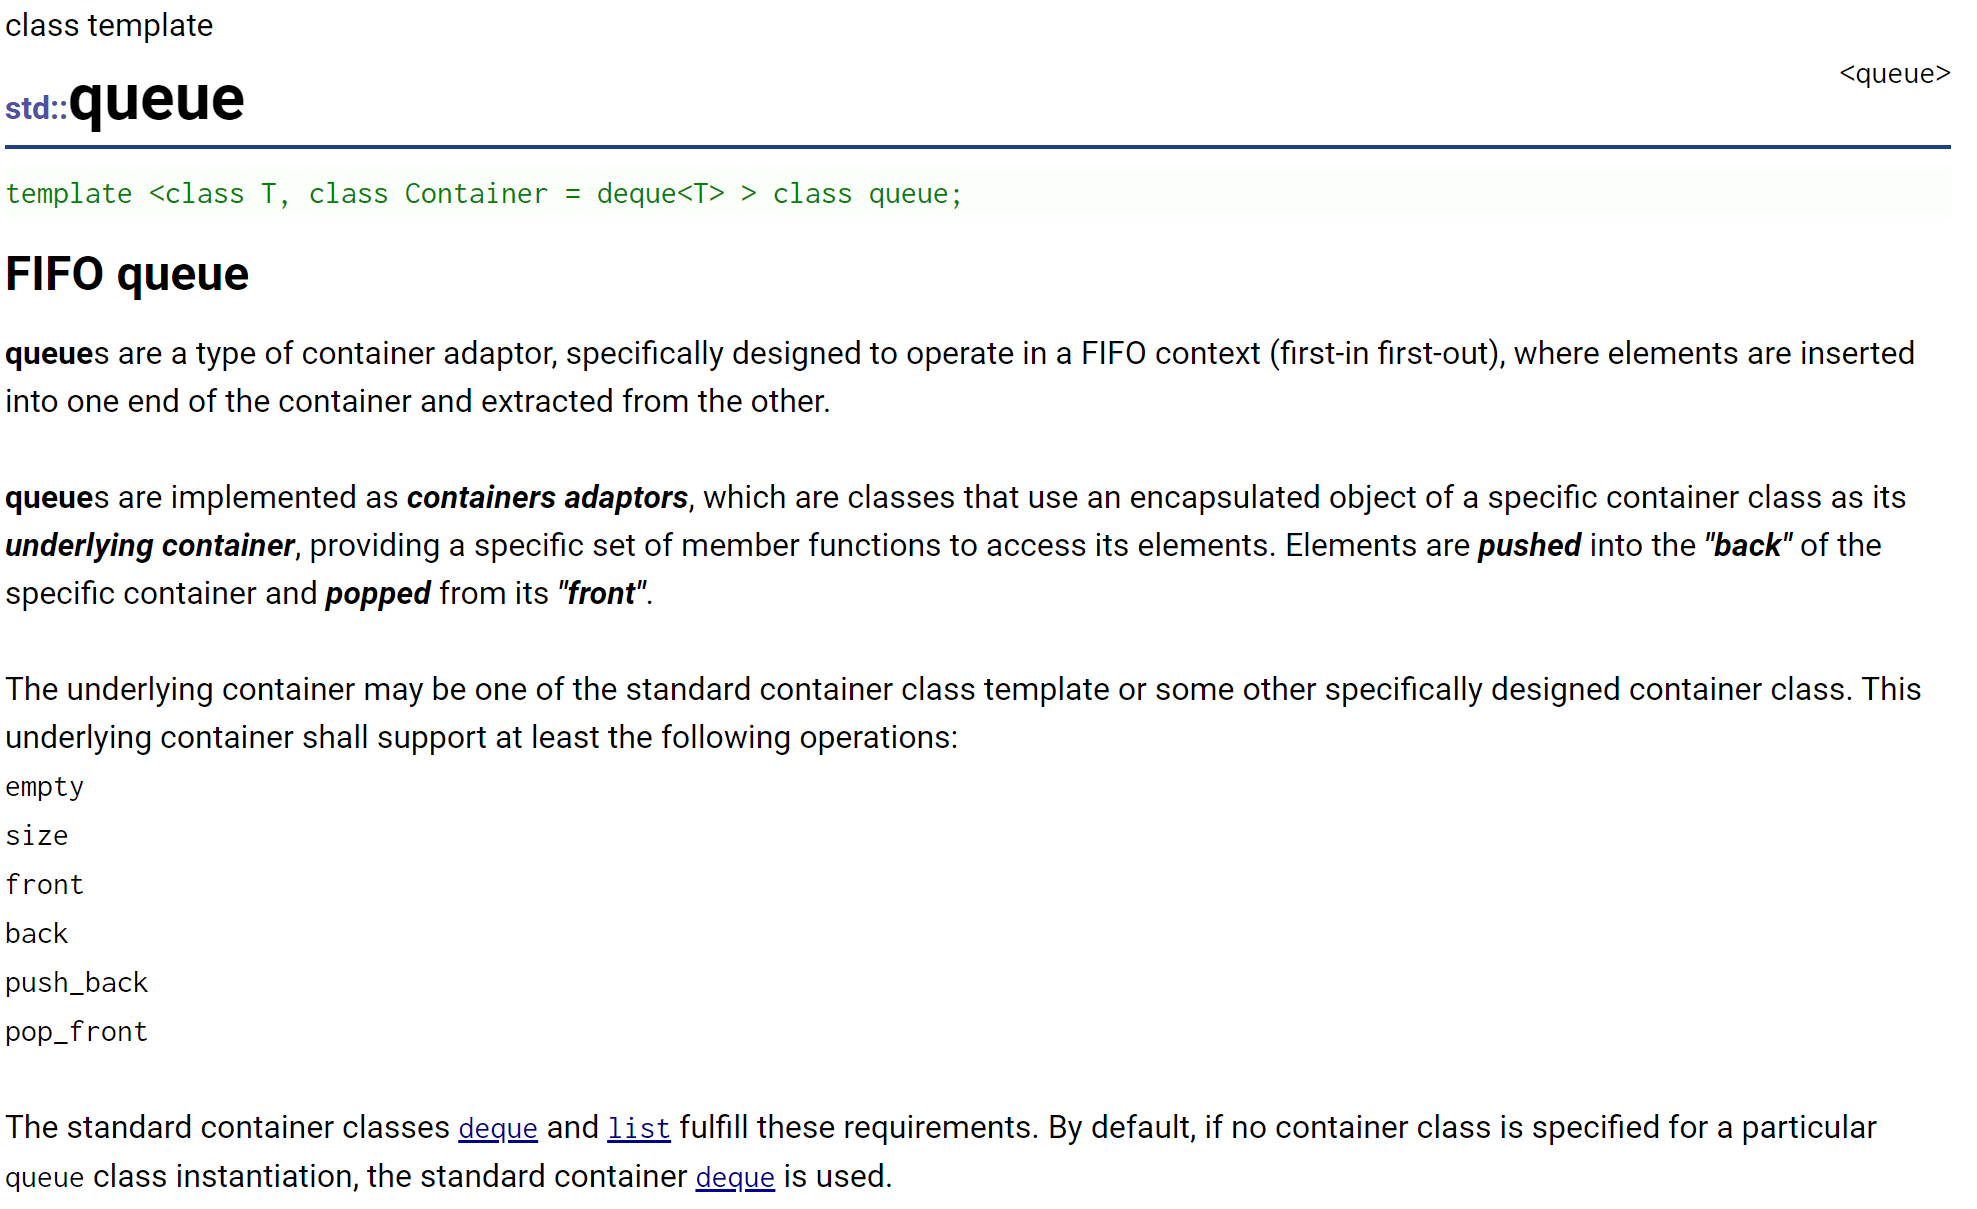 class template
<queue>
std::queue
template <class T, class Container = deque<T> > class queue;
FIFO queue
queues are a type of container adaptor, specifically designed to operate in a FIFO context (first-in first-out), where elements are inserted
into one end of the container and extracted from the other.
queues are implemented as containers adaptors, which are classes that use an encapsulated object of a specific container class as its
underlying container, providing a specific set of member functions to access its elements. Elements are pushed into the "back" of the
specific container and popped from its "front".
The underlying container may be one of the standard container class template or some other specifically designed container class. This
underlying container shall support at least the following operations:
empty
size
front
back
push_back
pop_front
The standard container classes deque and list fulfill these requirements. By default, if no container class is specified for a particular
queue class instantiation, the standard container deque is used.